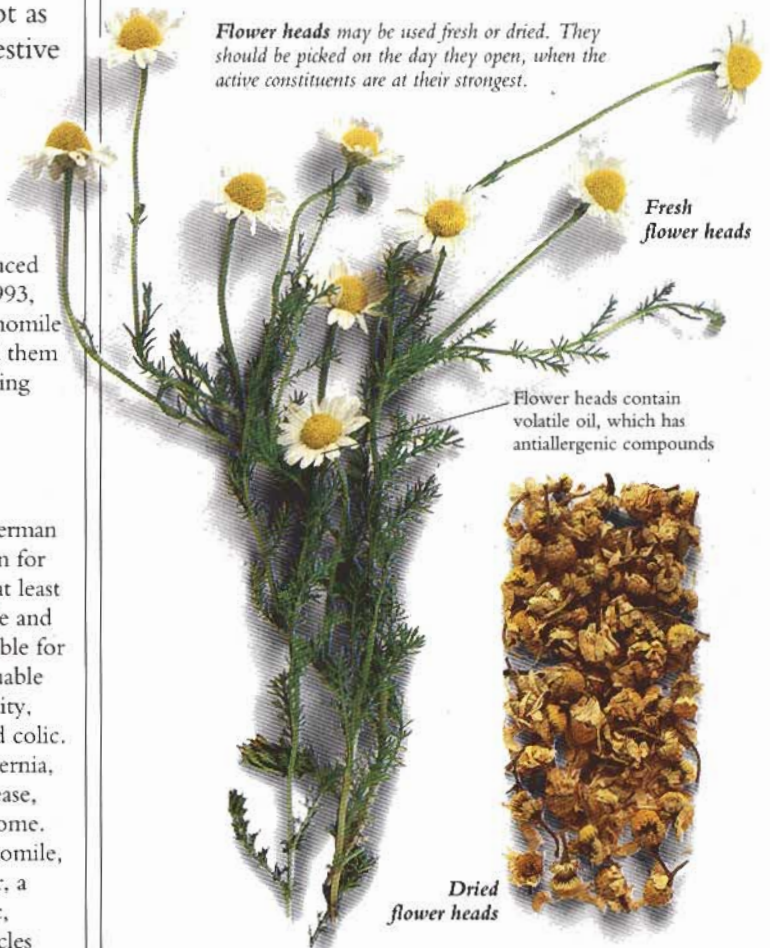 ot as
estive
993,
them
ing
erman
n for
at least
e and
ble for
uable
ity,
d colic.
ernia,
ease,
ome.
omile,
r, a
cles
Flower heads may be used fresh or dried. They
should be picked on the day they open, when the
active constituents are at their strongest.
Fresh
flower heads
Flower heads contain
volatile oil, which has
antiallergenic compounds
Dried
flower heads